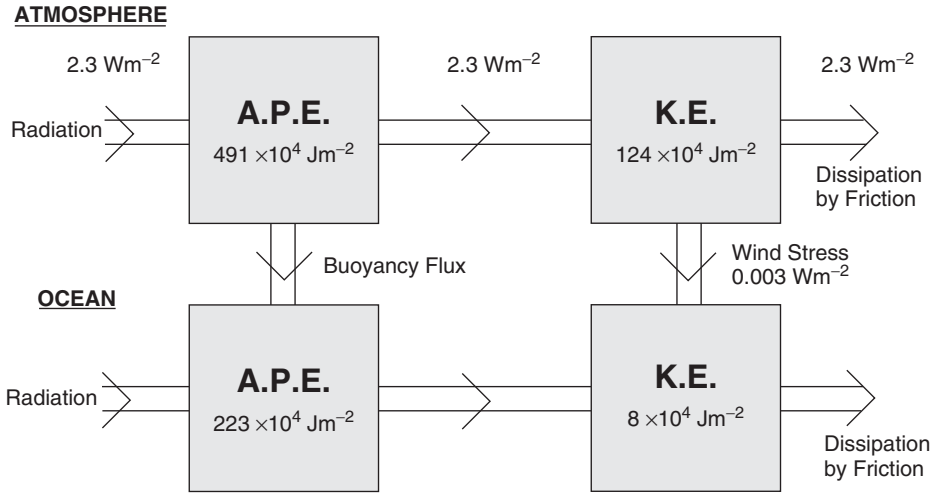 ATMOSPHERE
2.3 Wm⁻²
2.3 Wm⁻²
2.3 Wm⁻²
Radiation
A.P.E.
491 ×10⁴ Jm⁻²
K.E.
124 ×10⁴ Jm⁻²
Dissipation
by Friction
Buoyancy Flux
Wind Stress
0.003 Wm⁻²
OCEAN
Radiation
A.P.E.
223 ×10⁴ Jm⁻²
K.E.
8 ×10⁴ Jm⁻²
Dissipation
by Friction